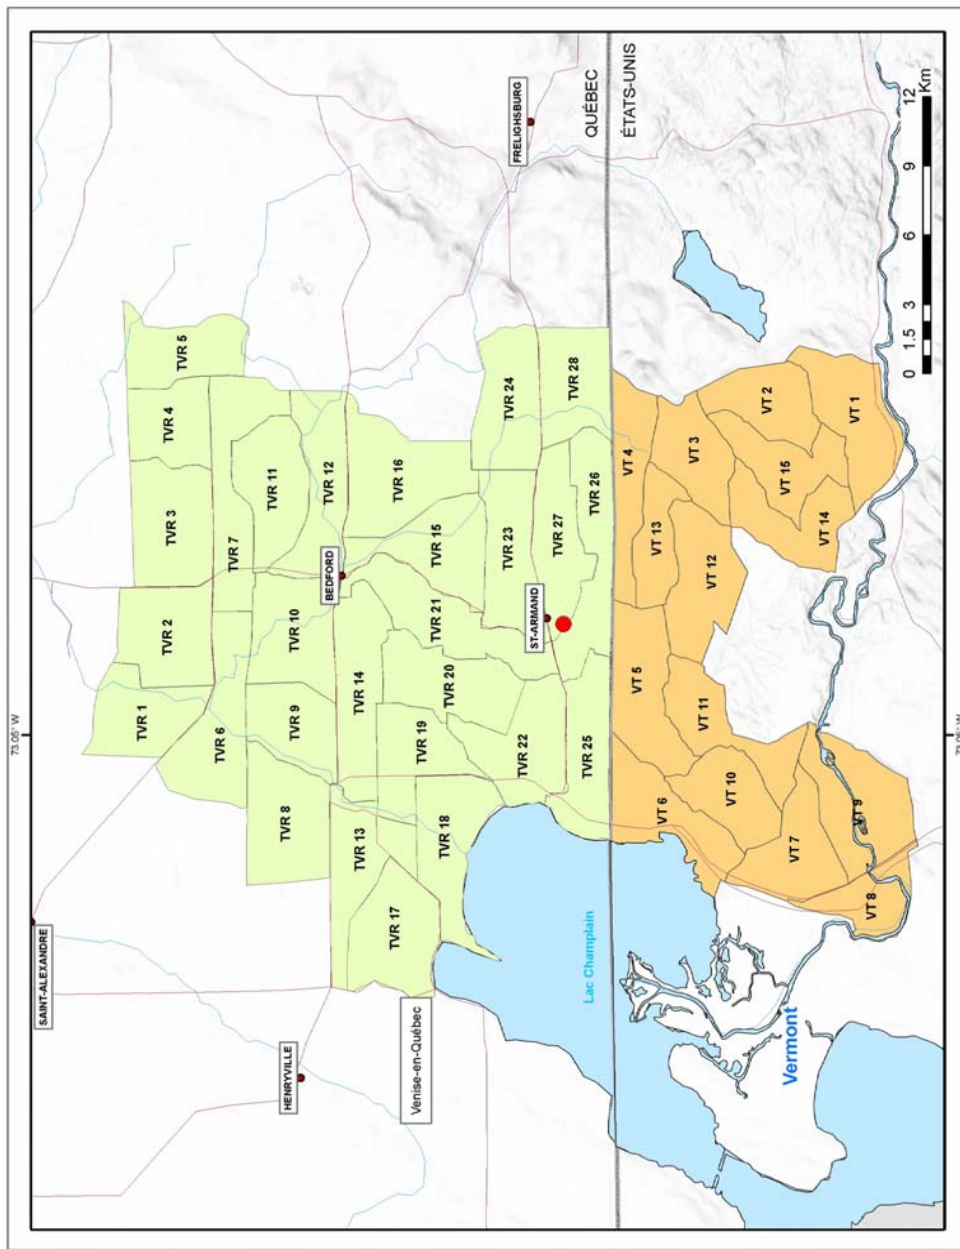 73.05° W
SAINT-ALEXANDRE
TVR 1
TVR 2
TVR 3
TVR 4
TVR 5
TVR 6
TVR 7
TVR 11
HENRYVILLE
TVR 8
TVR 9
TVR 10
BEDFORD
TVR 12
TVR 13
TVR 14
TVR 17
TVR 16
Venise-en-Québec
TVR 18
TVR 19
TVR 20
TVR 21
TVR 15
TVR 22
TVR 23
TVR 24
FRELIGHSBURG
ST-ARMAND
TVR 27
TVR 28
TVR 25
TVR 26
Lac Champlain
QUÉBEC
ÉTATS-UNIS
VT 6
VT 5
VT 13
VT 4
VT 3
VT 11
VT 12
VT 10
VT 2
Vermont
VT 7
VT 15
VT 14
VT 8
VT 9
VT 1
0 1.5 3 6 9 12
Km
73.05° W